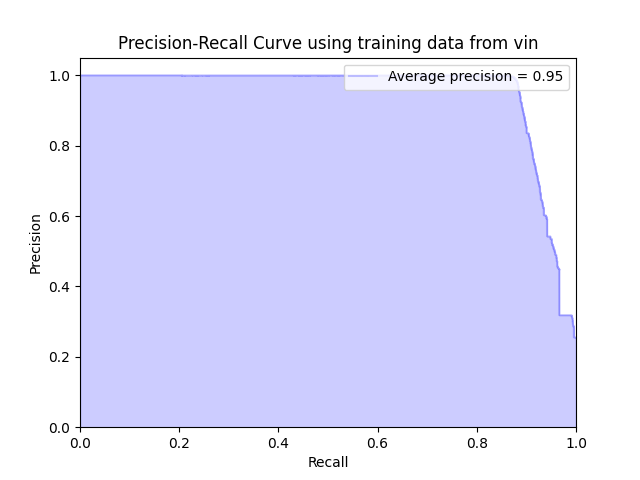 Precision-Recall Curve using training data from vin
Average precision = 0.95
1.0
0.8
0.6
0.4
0.2
0.0
Precision
0.0 0.2 0.4 0.6 0.8 1.0
Recall